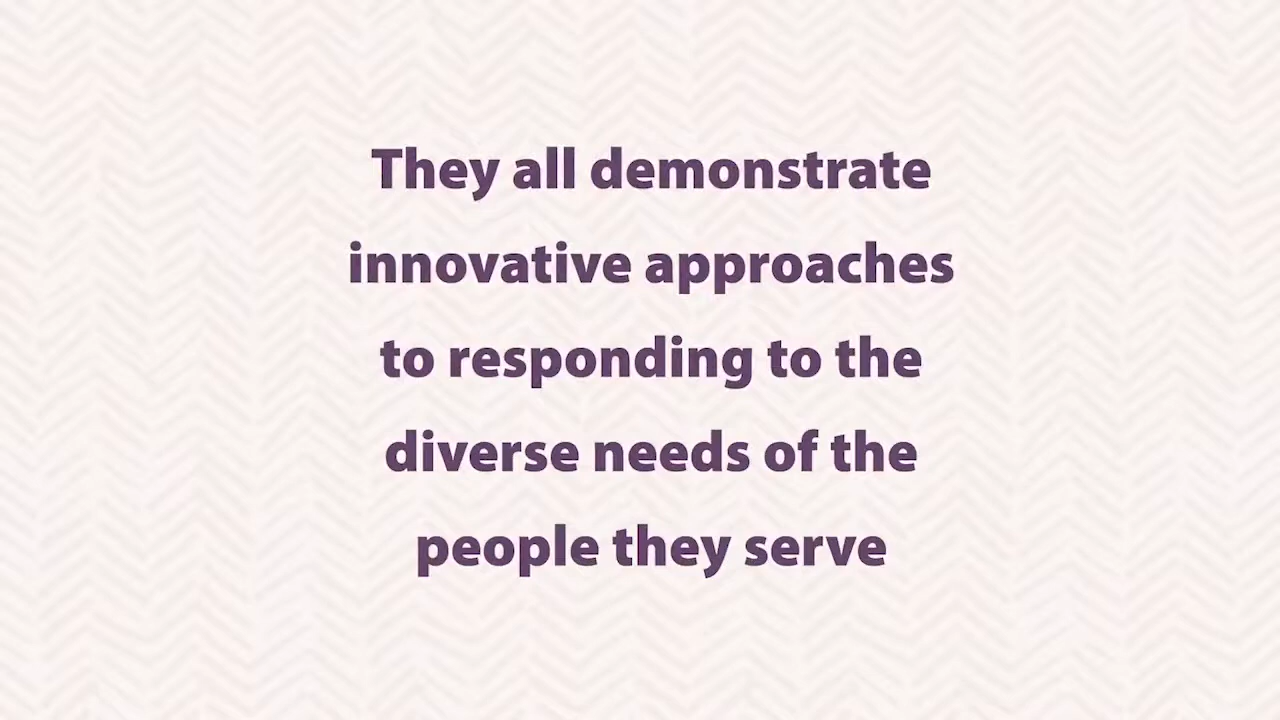 They all demonstrate
innovative approaches
to responding to the
diverse needs of the
people they serve